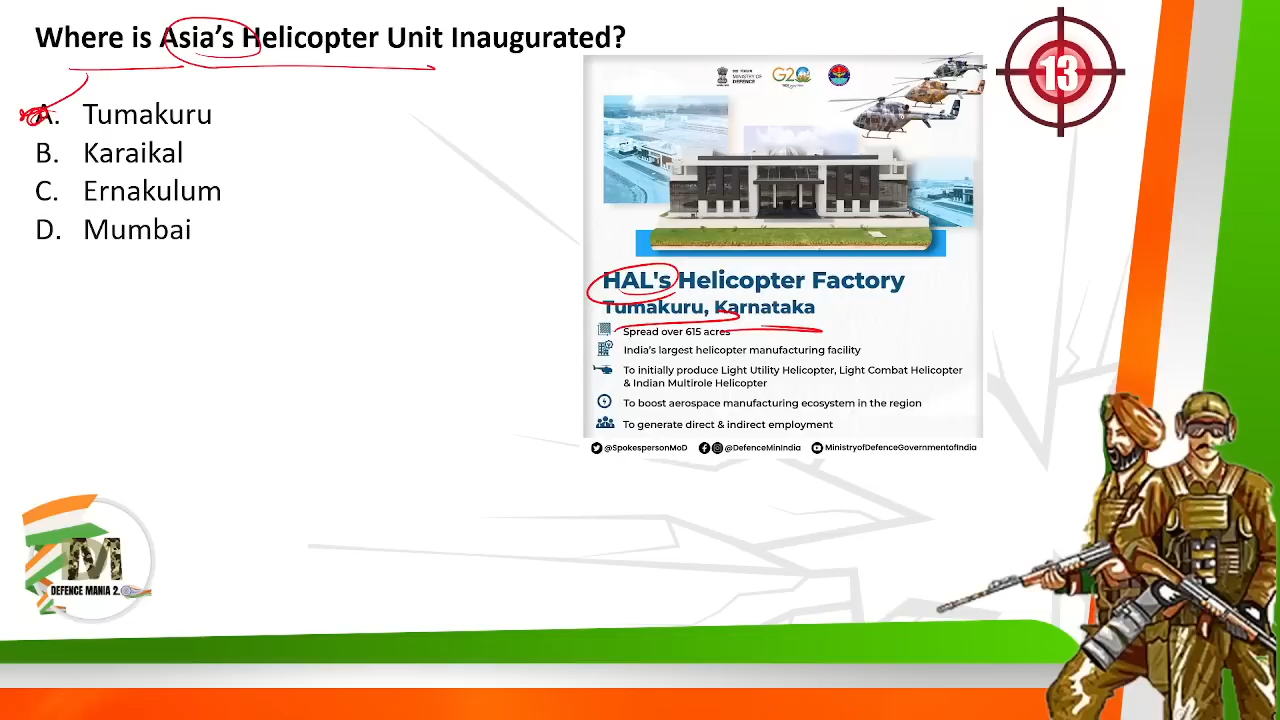 Where is Asia's Helicopter Unit Inaugurated?
13
A. Tumakuru
B. Karaikal
C. Ernakulum
D. Mumbai
MINISTRY OF
DEFENCE
G20
HAL's Helicopter Factory
Tumakuru, Karnataka
Spread over 615 acres
India's largest helicopter manufacturing facility
To initially produce Light Utility Helicopter, Light Combat Helicopter
& Indian Multirole Helicopter
To boost aerospace manufacturing ecosystem in the region
To generate direct & indirect employment
@SpokespersonMoD @DefenceMinIndia MinistryofDefenceGovernmentofIndia
M
DEFENCE MANIA 2.